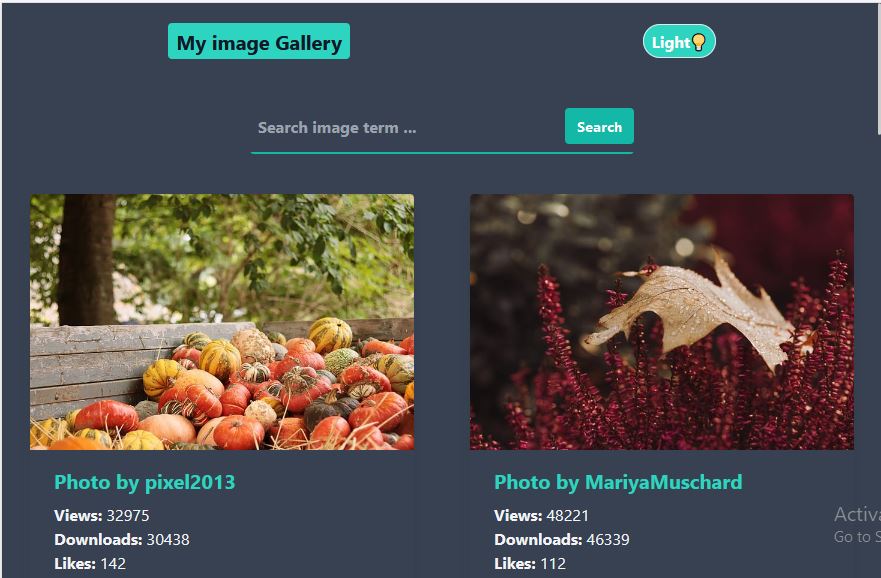 My image Gallery
Light💡
Search image term ...
Search
Photo by pixel2013
Views: 32975
Downloads: 30438
Likes: 142
Photo by MariyaMuschard
Views: 48221
Downloads: 46339
Likes: 112
Go to